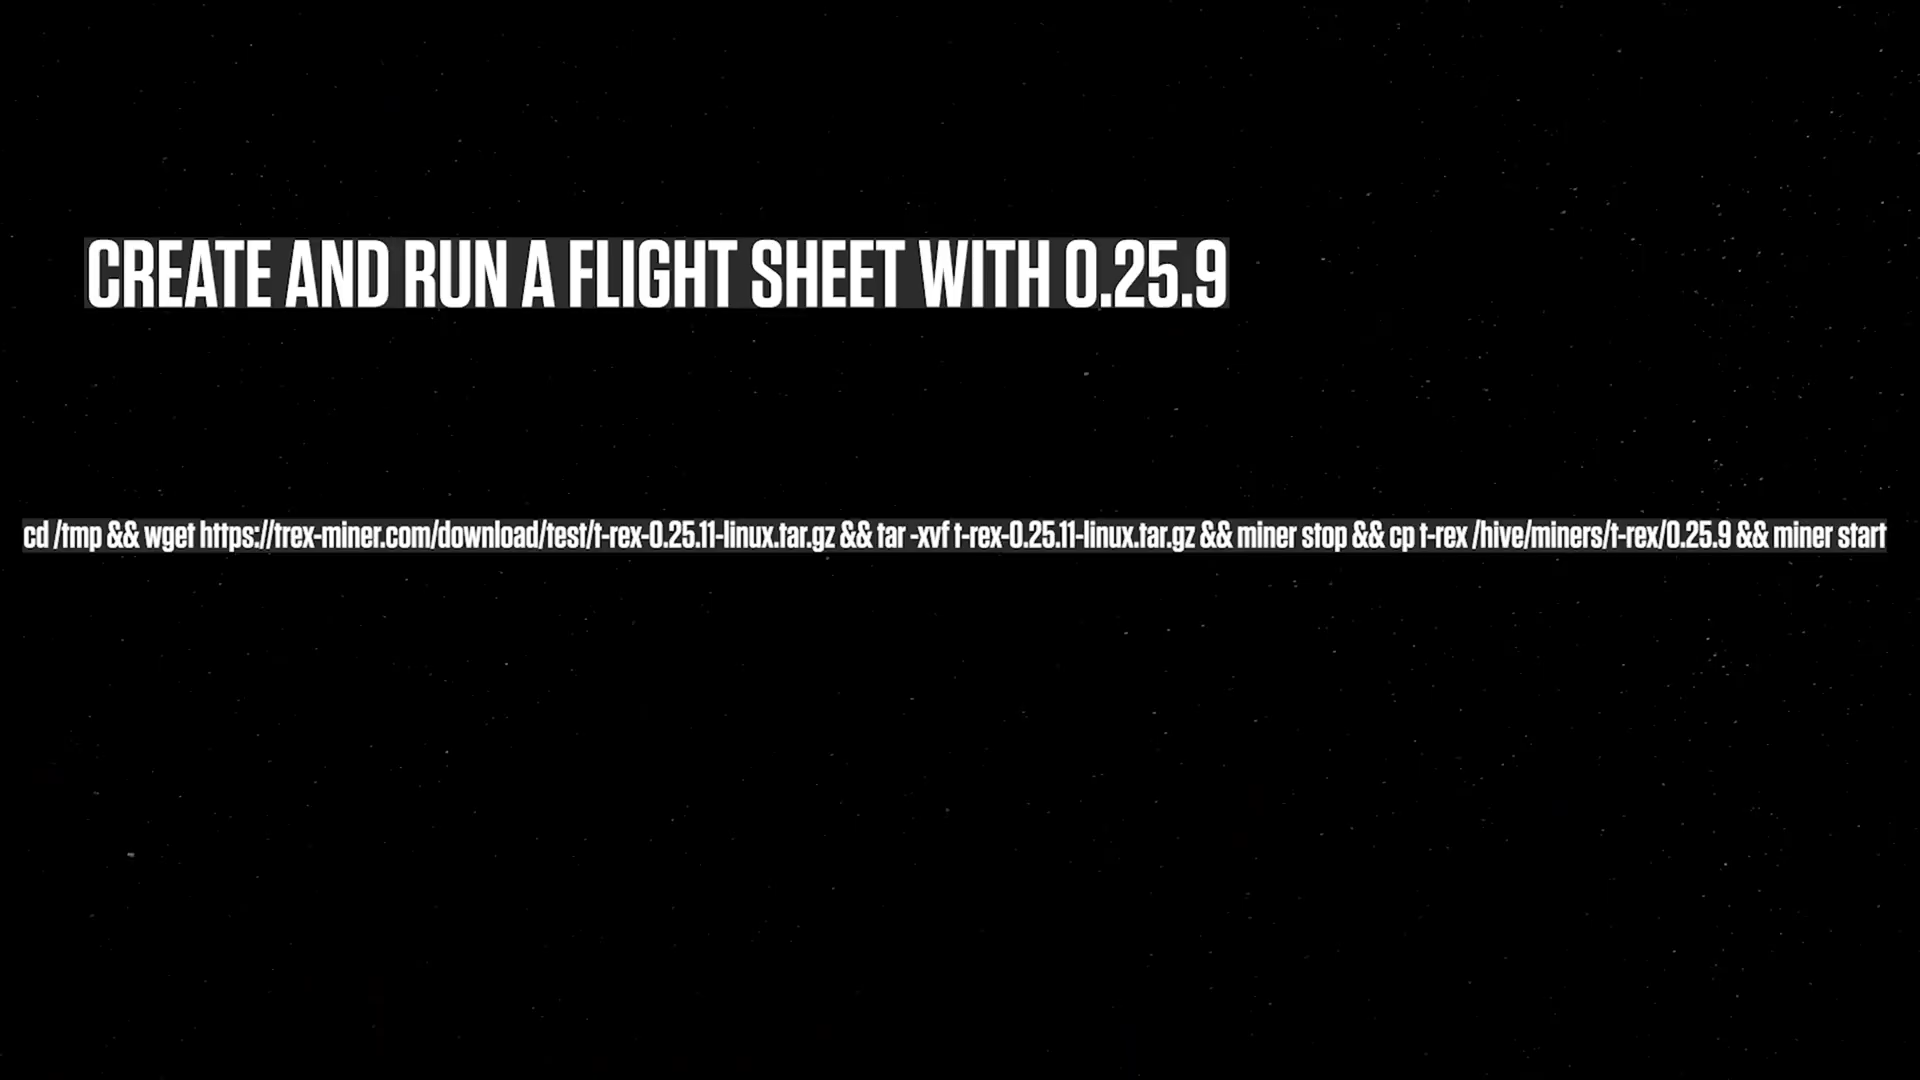 CREATE AND RUN A FLIGHT SHEET WITH 0.25.9
cd /tmp && wget https://trex-miner.com/download/test/t-rex-0.25.11-linux.tar.gz && tar -xvf t-rex-0.25.11-linux.tar.gz && miner stop && cp t-rex /hive/miners/t-rex/0.25.9 && miner start